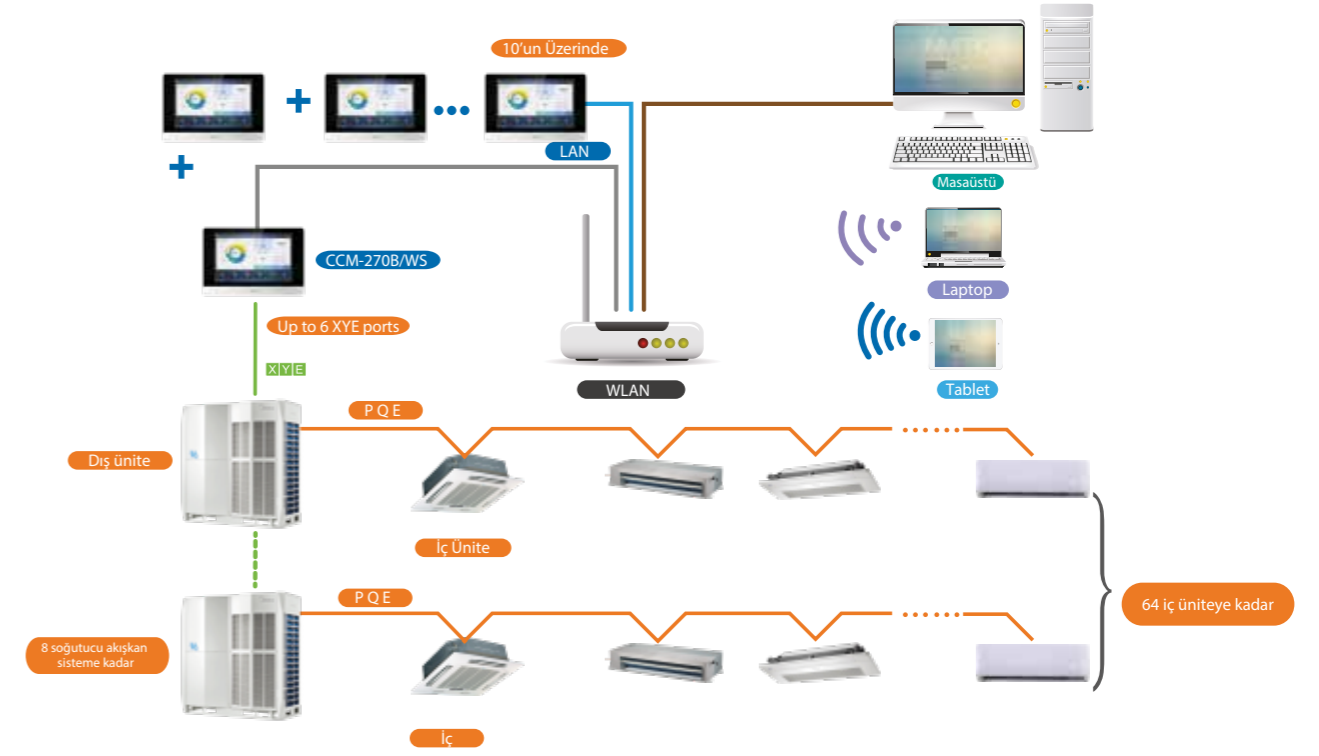 10'un Üzerinde
LAN
Masaüstü
CCM-270B/WS
Laptop
Up to 6 XYE ports
X Y E
WLAN
Tablet
P Q E
Dış ünite
İç Ünite
P Q E
64 iç üniteye kadar
8 soğutucu akışkan
sisteme kadar
İç